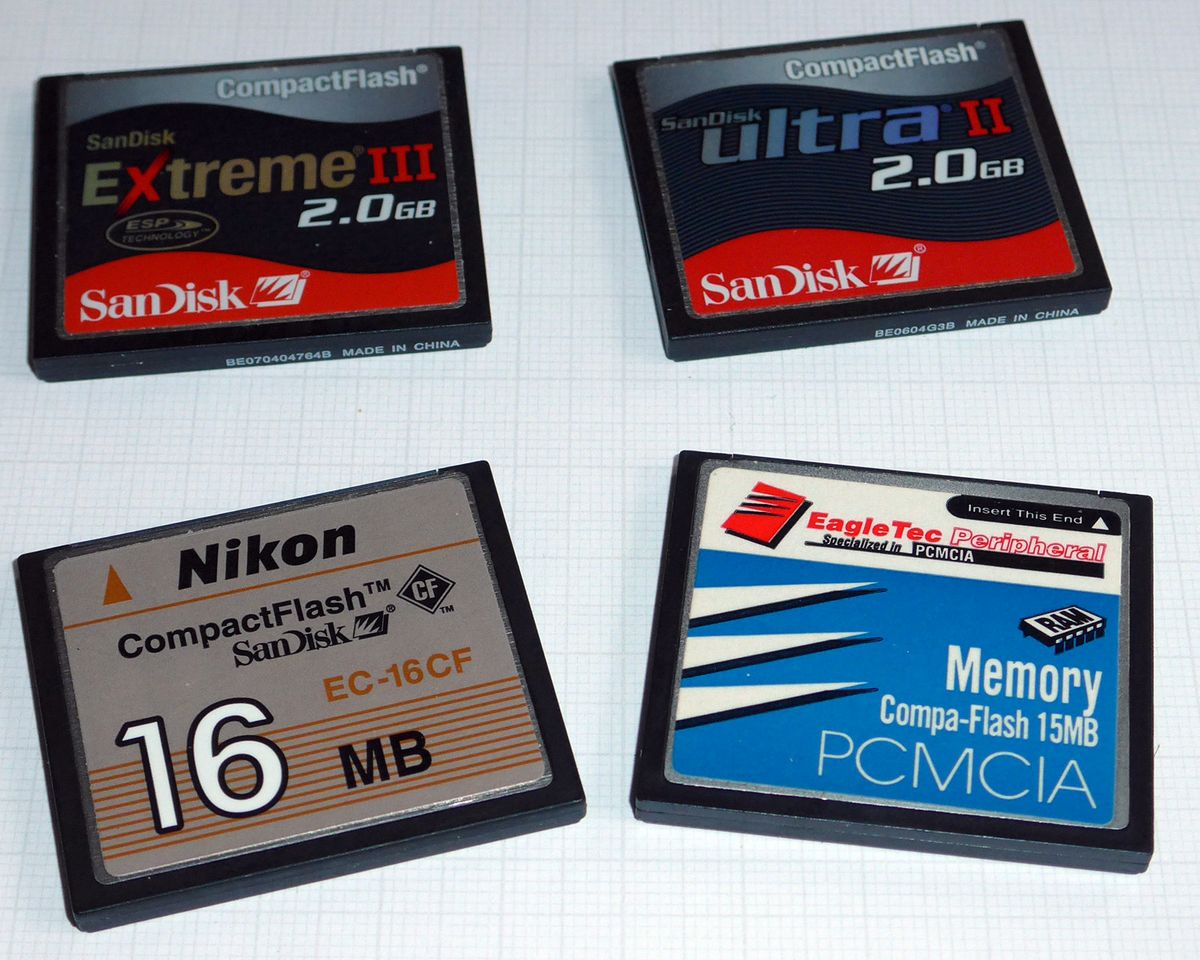 CompactFlash®
SanDisk
Extreme® III
2.0GB
ESP
TECHNOLOGY™
SanDisk®
BE070404764B MADE IN CHINA
CompactFlash®
SanDisk
ultra® II
2.0GB
SanDisk®
BE0604G3B MADE IN CHINA
Nikon
CompactFlash™ CF™
SanDisk®
EC-16CF
16 MB
Insert This End
EagleTec Peripheral
Specialized in PCMCIA
RAM
Memory
Compa-Flash 15MB
PCMCIA